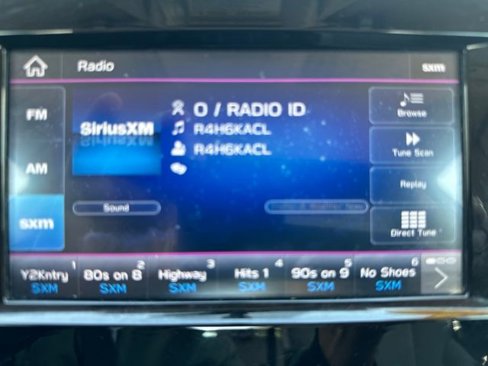 Radio
sxm
FM
AM
sxm
SiriusXM
0 / RADIO ID
R4H6KACL
R4H6KACL
Browse
Tune Scan
Replay
Direct Tune
Sound
1
Y2Kntry
SXM
2
80s on 8
SXM
3
Highway
SXM
4
Hits 1
SXM
5
90s on 9
SXM
6
No Shoes
SXM